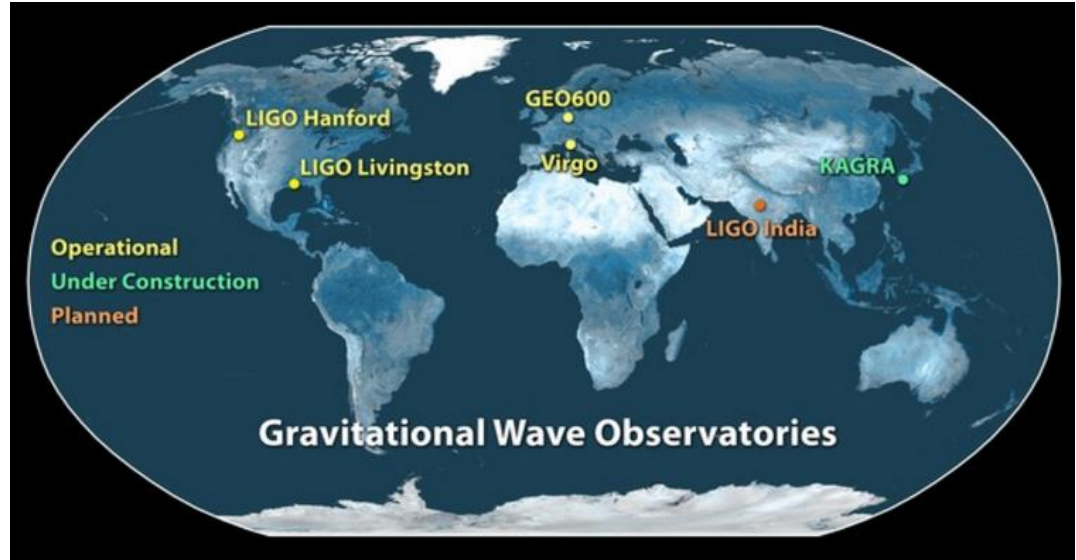 GEO600
LIGO Hanford
Virgo
LIGO Livingston
KAGRA
LIGO India
Operational
Under Construction
Planned
Gravitational Wave Observatories